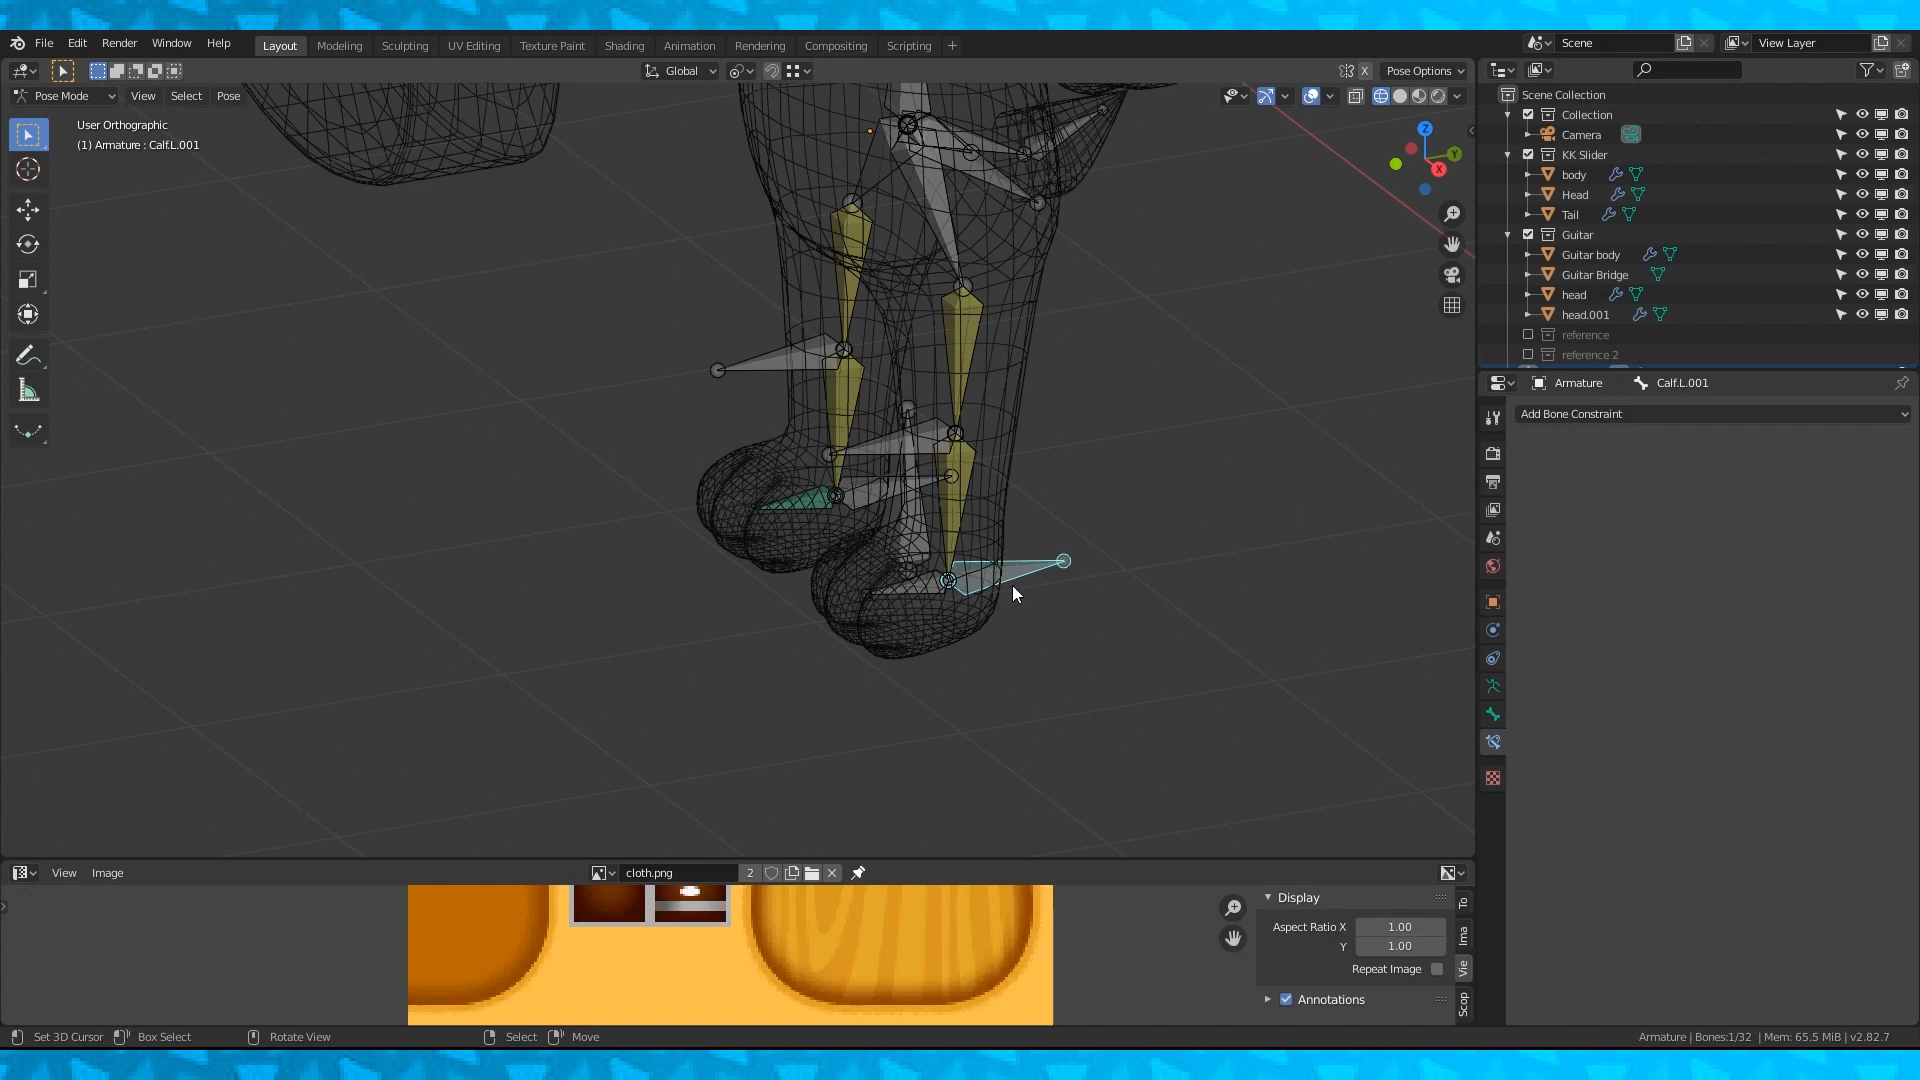 File Edit Render Window Help Layout Modeling Sculpting UV Editing Texture Paint Shading Animation Rendering Compositing Scripting + Scene View Layer
Global X Pose Options
Pose Mode View Select Pose
User Orthographic
(1) Armature : Calf.L.001
Z
Y
X
Scene Collection
Collection
Camera
KK Slider
body
Head
Tail
Guitar
Guitar body
Guitar Bridge
head
head.001
reference
reference 2
Armature Calf.L.001
Add Bone Constraint
View Image cloth.png 2
Display
Aspect Ratio X 1.00
Y 1.00
Repeat Image
Annotations
To
Ima
Vie
Scop
Set 3D Cursor Box Select Rotate View Select Move Armature | Bones:1/32 | Mem: 65.5 MiB | v2.82.7